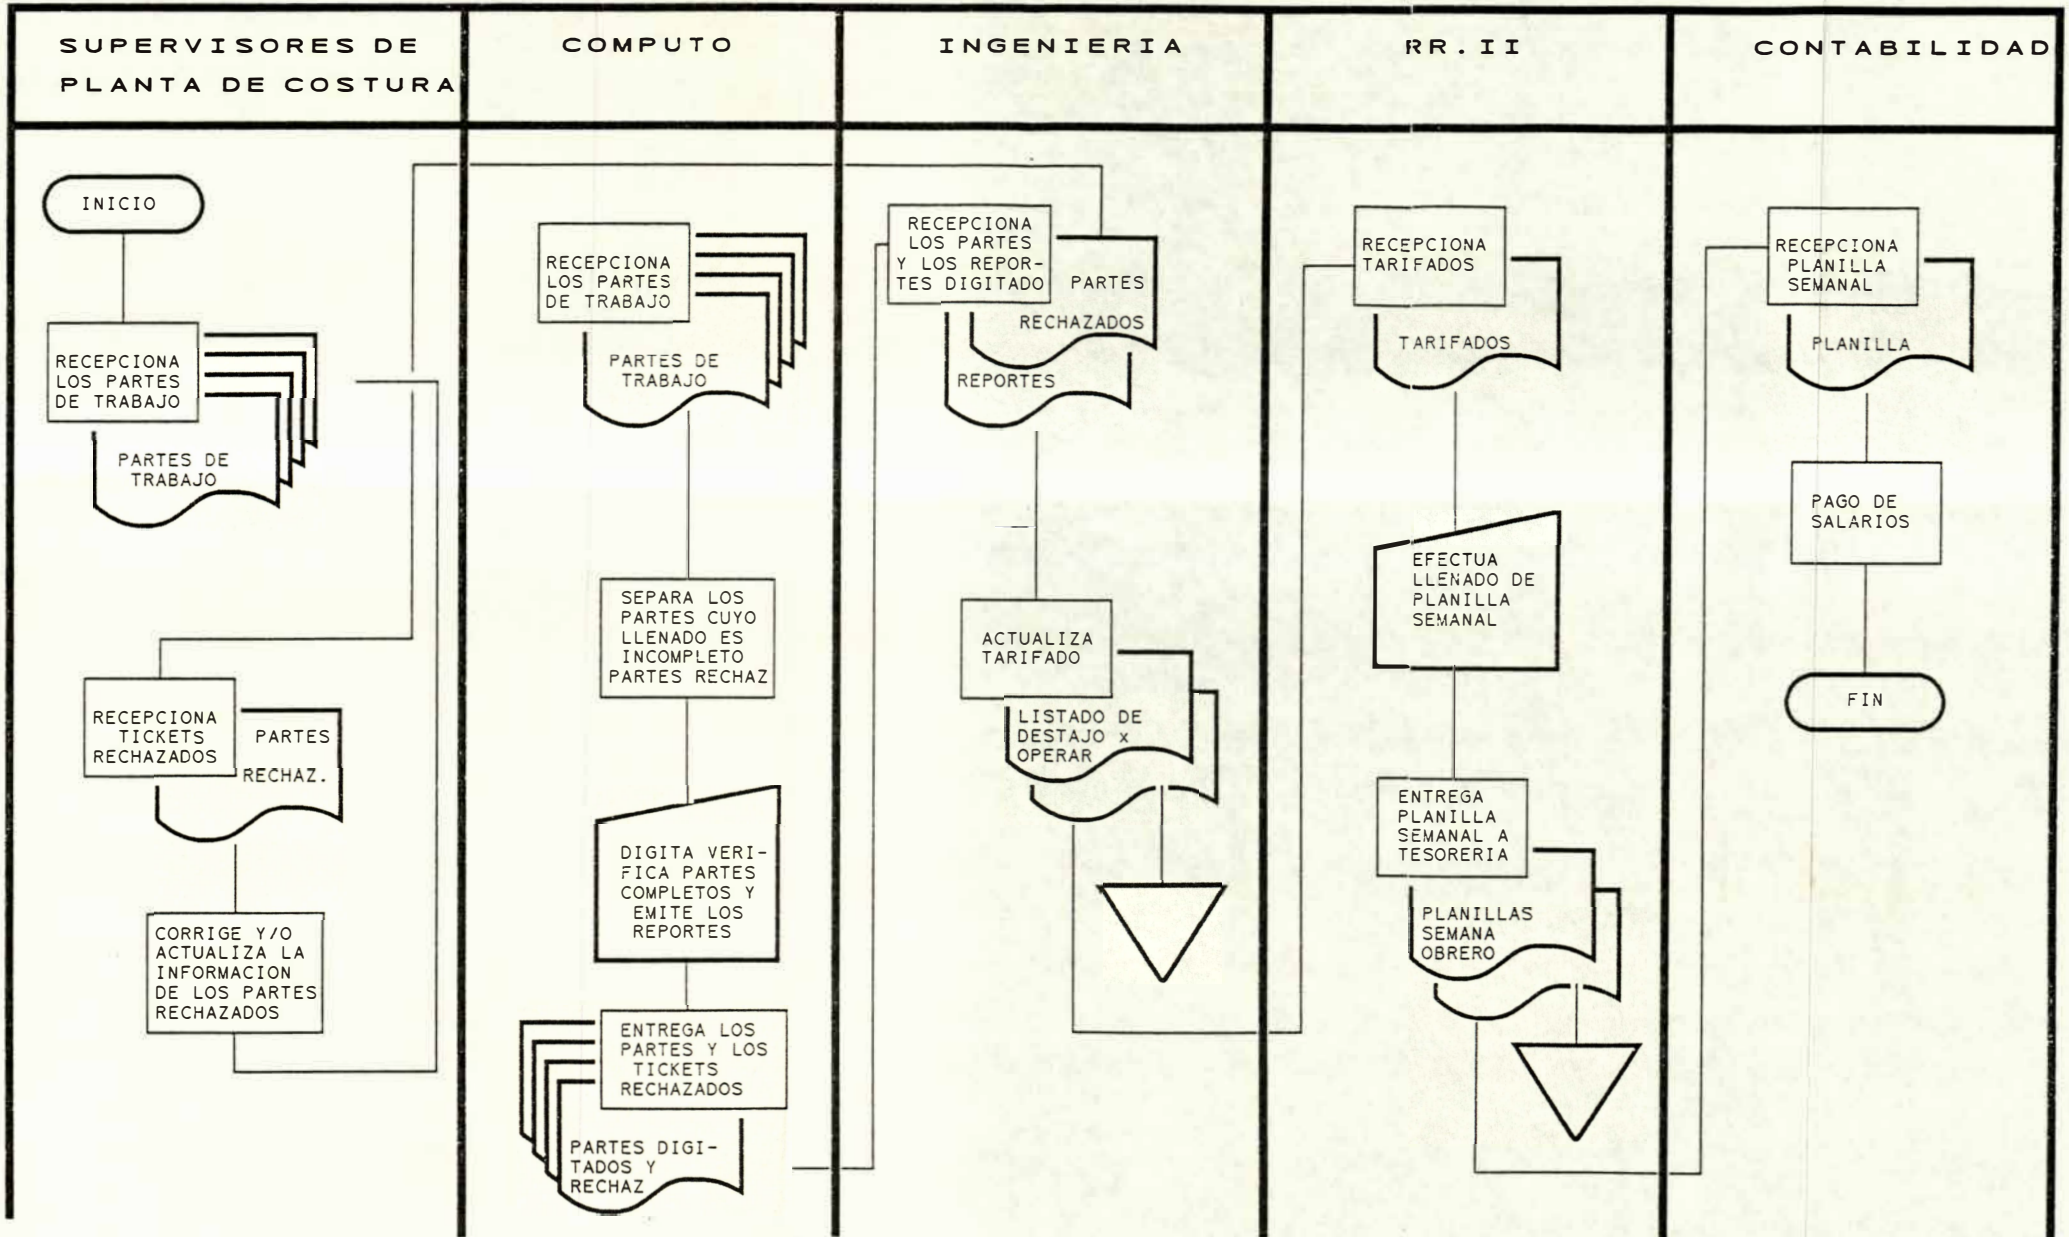 SUPERVISORES DE
PLANTA DE COSTURA
COMPUTO
INGENIERIA
RR.II
CONTABILIDAD
INICIO
RECEPCIONA
LOS PARTES
DE TRABAJO
PARTES DE
TRABAJO
RECEPCIONA
TICKETS
RECHAZADOS
PARTES
RECHAZ.
CORRIGE Y/O
ACTUALIZA LA
INFORMACION
DE LOS PARTES
RECHAZADOS
RECEPCIONA
LOS PARTES
DE TRABAJO
PARTES DE
TRABAJO
SEPARA LOS
PARTES CUYO
LLENADO ES
INCOMPLETO
PARTES RECHAZ
DIGITA VERI-
FICA PARTES
COMPLETOS Y
EMITE LOS
REPORTES
ENTREGA LOS
PARTES Y LOS
TICKETS
RECHAZADOS
PARTES DIGI-
TADOS Y
RECHAZ
RECEPCIONA
LOS PARTES
Y LOS REPOR-
TES DIGITADO
PARTES
RECHAZADOS
REPORTES
ACTUALIZA
TARIFADO
LISTADO DE
DESTAJO x
OPERAR
RECEPCIONA
TARIFADOS
TARIFADOS
EFECTUA
LLENADO DE
PLANILLA
SEMANAL
ENTREGA
PLANILLA
SEMANAL A
TESORERIA
PLANILLAS
SEMANA
OBRERO
RECEPCIONA
PLANILLA
SEMANAL
PLANILLA
PAGO DE
SALARIOS
FIN